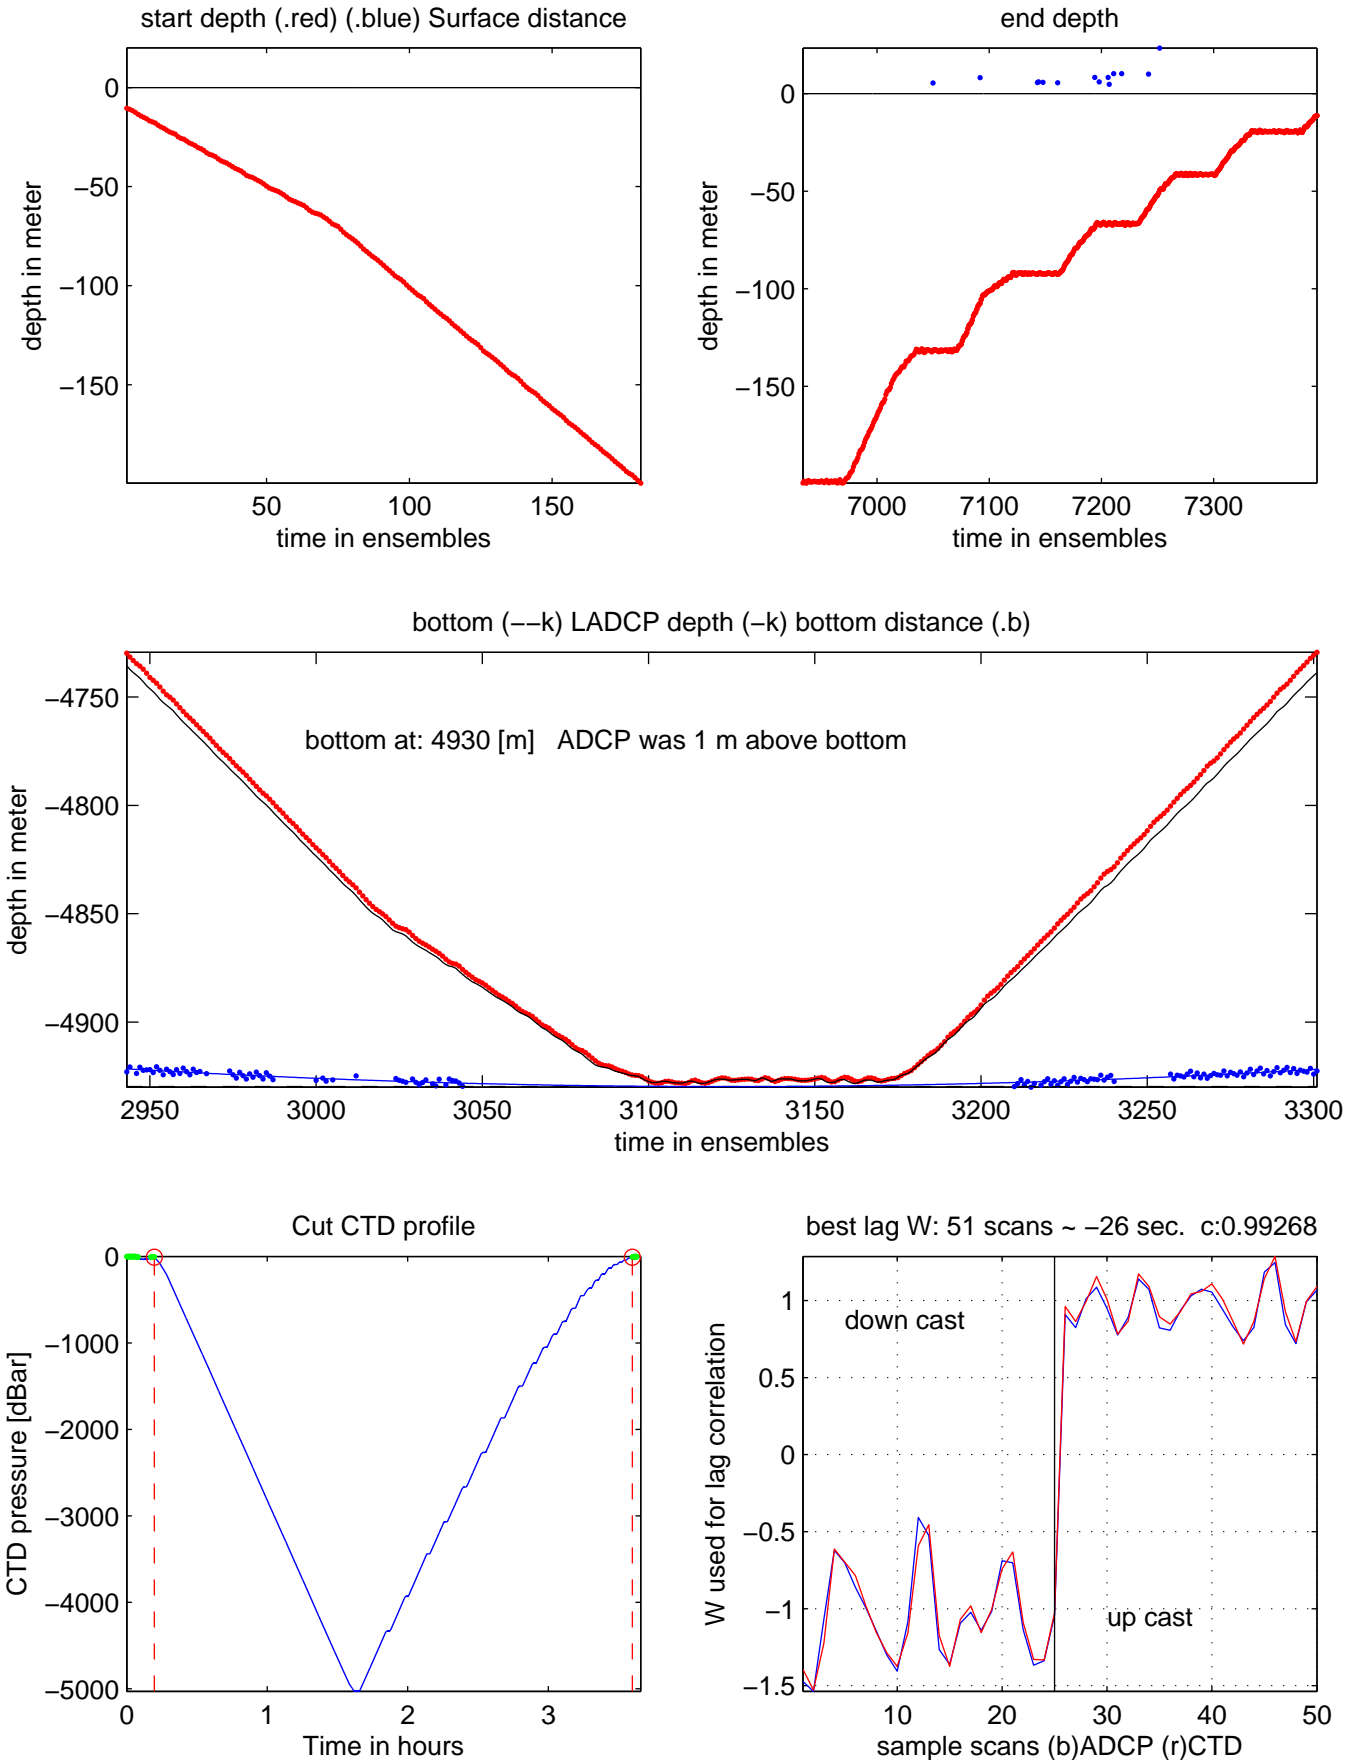 start depth (.red) (.blue) Surface distance
0
−50
−100
−150
depth in meter
50
100
150
time in ensembles
end depth
0
−50
−100
−150
depth in meter
7000
7100
7200
7300
time in ensembles
bottom (−−k) LADCP depth (−k) bottom distance (.b)
−4750
−4800
−4850
−4900
depth in meter
bottom at: 4930 [m]   ADCP was 1 m above bottom
2950
3000
3050
3100
3150
3200
3250
3300
time in ensembles
Cut CTD profile
0
−1000
−2000
−3000
−4000
−5000
CTD pressure [dBar]
0
1
2
3
Time in hours
best lag W: 51 scans ~ −26 sec.  c:0.99268
1
0.5
0
−0.5
−1
−1.5
W used for lag correlation
down cast
up cast
10
20
30
40
50
sample scans (b)ADCP (r)CTD